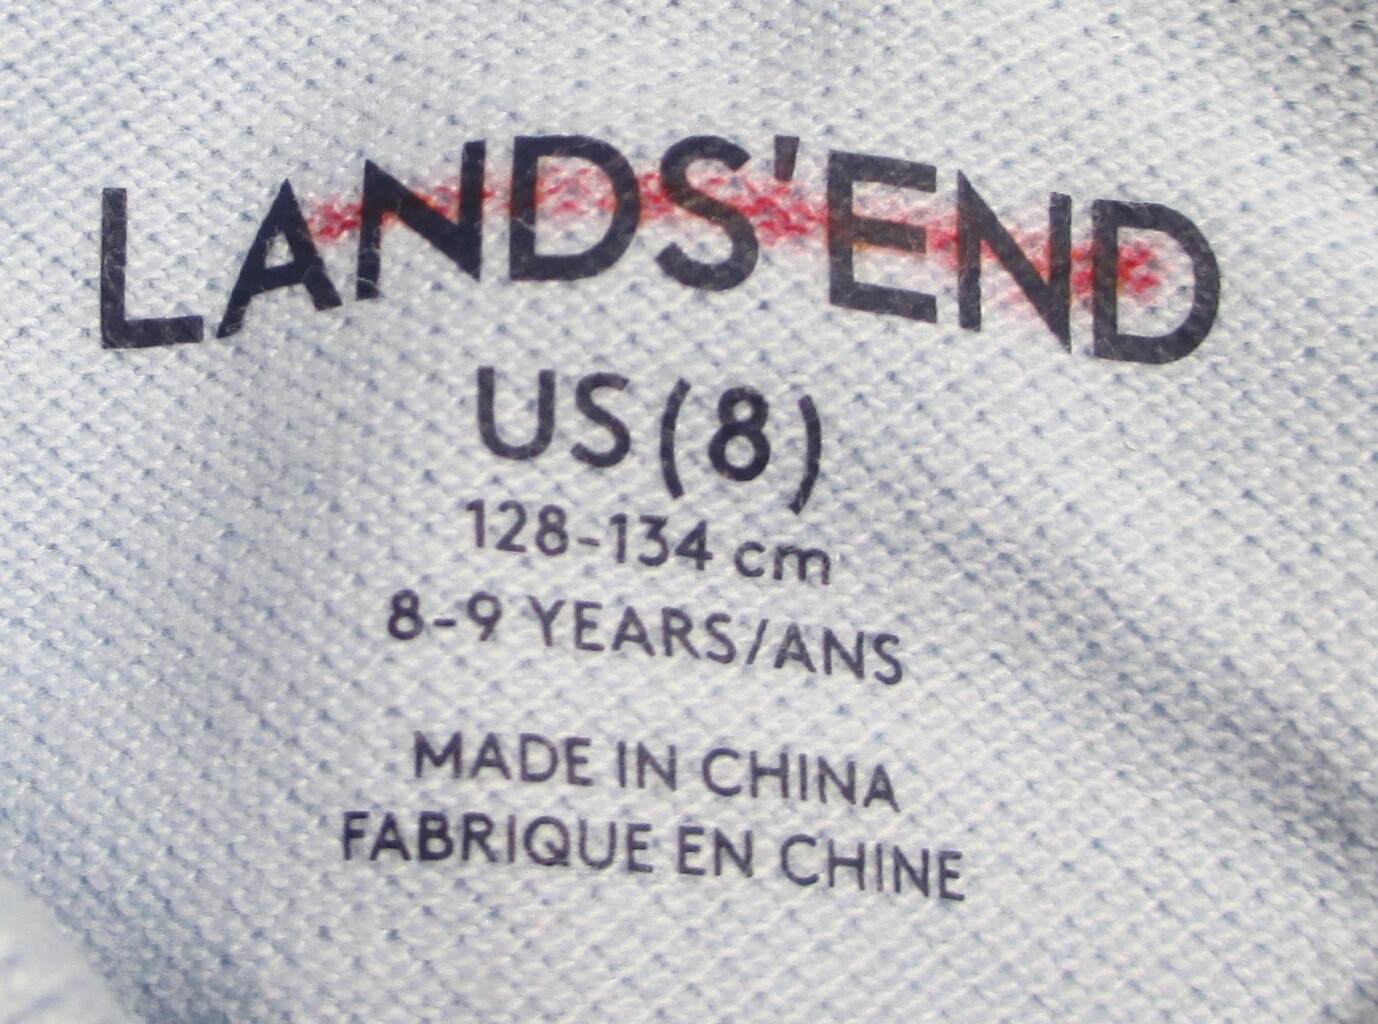 LANDS'END
US (8)
128-134 cm
8-9 YEARS/ANS
MADE IN CHINA
FABRIQUE EN CHINE